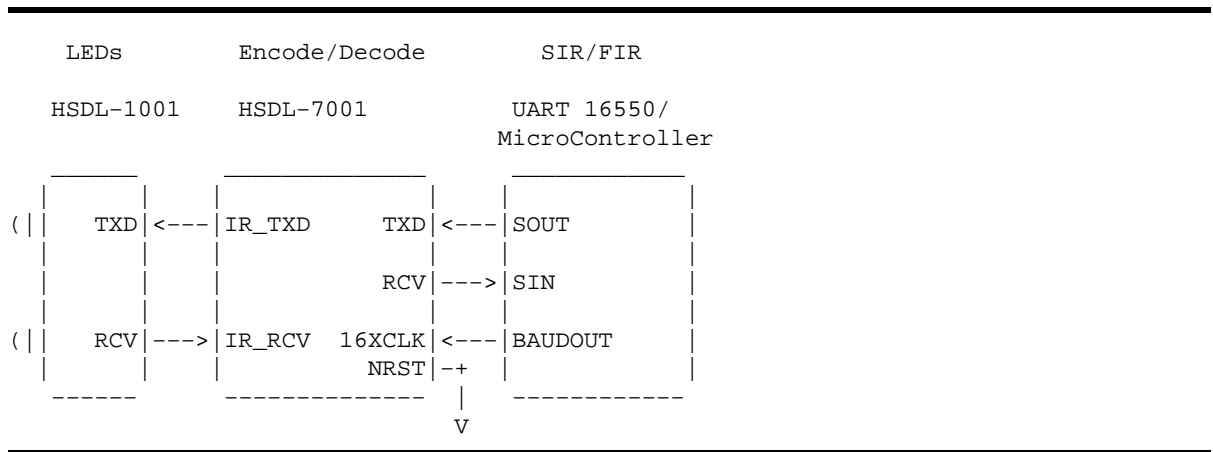 LEDs Encode/Decode SIR/FIR
HSDL-1001 HSDL-7001 UART 16550/
MicroController
TXD|<---|IR_TXD TXD|<---|SOUT
RCV|--->|SIN
RCV|--->|IR_RCV 16XCLK|<---|BAUDOUT
NRST|-+
V